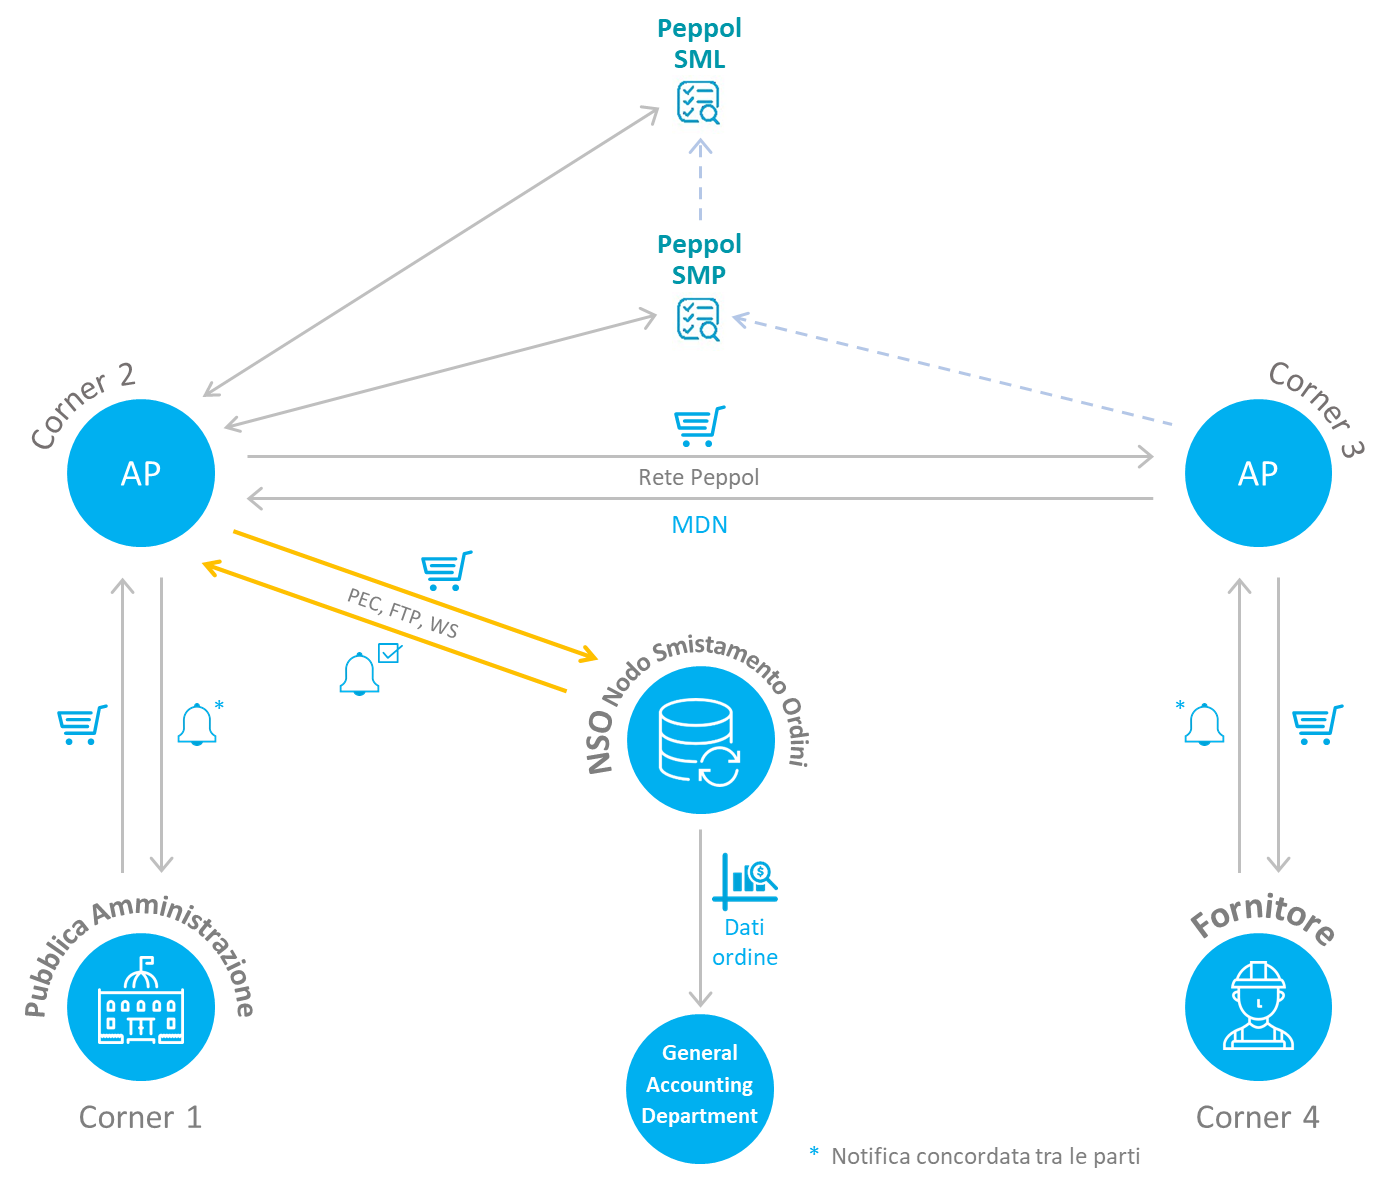 Peppol
SML
Peppol
SMP
Corner 2
Corner 3
AP
AP
Rete Peppol
MDN
PEC, FTP, WS
NSO Nodo Smistamento Ordini
*
*
$
Dati
ordine
Pubblica Amministrazione
Fornitore
General
Accounting
Department
Corner 1
Corner 4
* Notifica concordata tra le parti